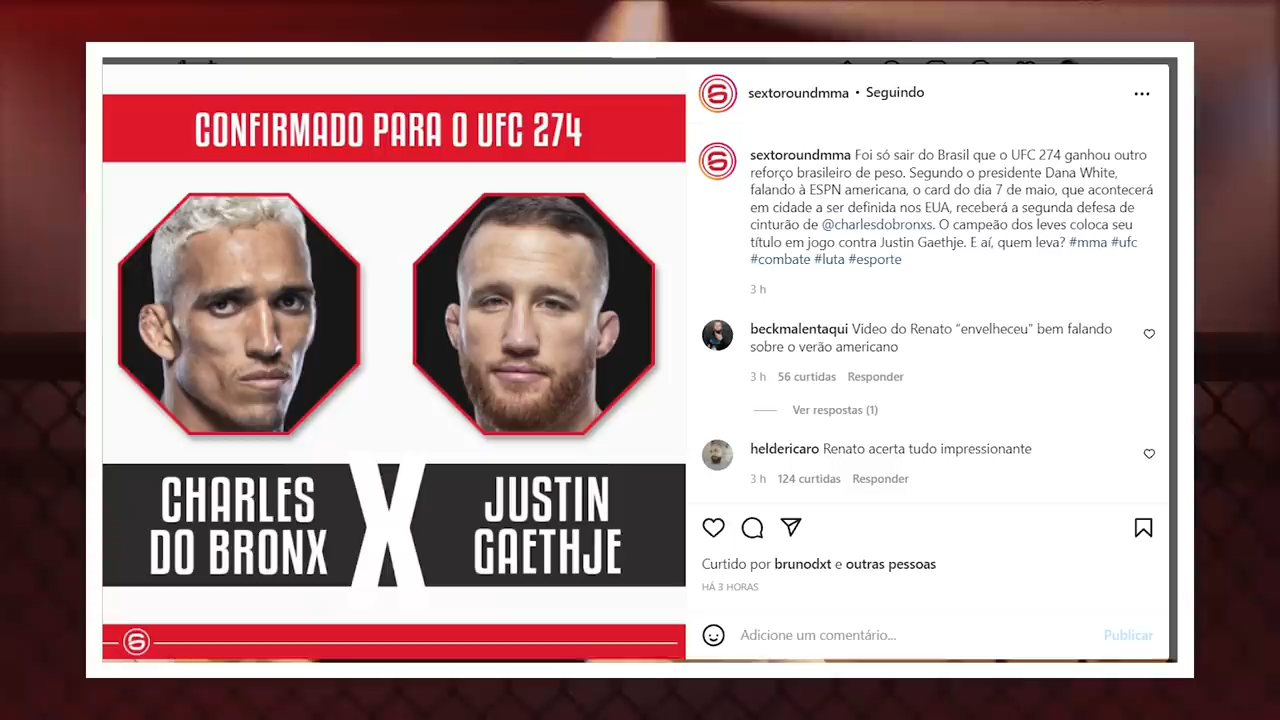 CONFIRMADO PARA O UFC 274
CHARLES
DO BRONX
X
JUSTIN
GAETHJE
sextoroundmma • Seguindo
sextoroundmma Foi só sair do Brasil que o UFC 274 ganhou outro
reforço brasileiro de peso. Segundo o presidente Dana White,
falando à ESPN americana, o card do dia 7 de maio, que acontecerá
em cidade a ser definida nos EUA, receberá a segunda defesa de
cinturão de @charlesdobronxs. O campeão dos leves coloca seu
título em jogo contra Justin Gaethje. E aí, quem leva? #mma #ufc
#combate #luta #esporte
3 h
beckmalentaqui Video do Renato “envelheceu” bem falando
sobre o verão americano
3 h 56 curtidas Responder
Ver respostas (1)
heldericaro Renato acerta tudo impressionante
3 h 124 curtidas Responder
Curtido por brunodxt e outras pessoas
HÁ 3 HORAS
Adicione um comentário... Publicar